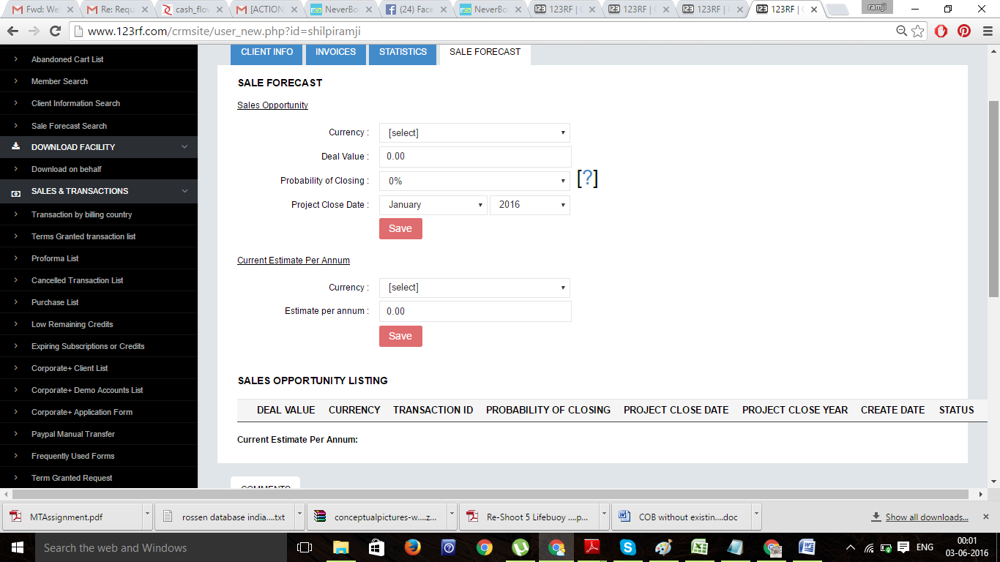 Fwd: We
Re: Requ
cash_flow
[ACTION
NeverBo
(24) Face
NeverBo
123RF | C
123RF | C
123RF | C
123RF | C
ramji
www.123rf.com/crmsite/user_new.php?id=shilpiramji
Abandoned Cart List
Member Search
Client Information Search
Sale Forecast Search
DOWNLOAD FACILITY
Download on behalf
SALES & TRANSACTIONS
Transaction by billing country
Terms Granted transaction list
Proforma List
Cancelled Transaction List
Purchase List
Low Remaining Credits
Expiring Subscriptions or Credits
Corporate+ Client List
Corporate+ Demo Accounts List
Corporate+ Application Form
Paypal Manual Transfer
Frequently Used Forms
Term Granted Request
CLIENT INFO
INVOICES
STATISTICS
SALE FORECAST
SALE FORECAST
Sales Opportunity
Currency : [select]
Deal Value : 0.00
Probability of Closing : 0% [?]
Project Close Date : January 2016
Save
Current Estimate Per Annum
Currency : [select]
Estimate per annum : 0.00
Save
SALES OPPORTUNITY LISTING
DEAL VALUE CURRENCY TRANSACTION ID PROBABILITY OF CLOSING PROJECT CLOSE DATE PROJECT CLOSE YEAR CREATE DATE STATUS
Current Estimate Per Annum:
COMMENTS
MTAssignment.pdf
rossen database india....txt
conceptualpictures-w....z...
Re-Shoot 5 Lifebuoy ....p...
COB without existin....doc
Show all downloads...
Search the web and Windows
ENG
00:01
03-06-2016